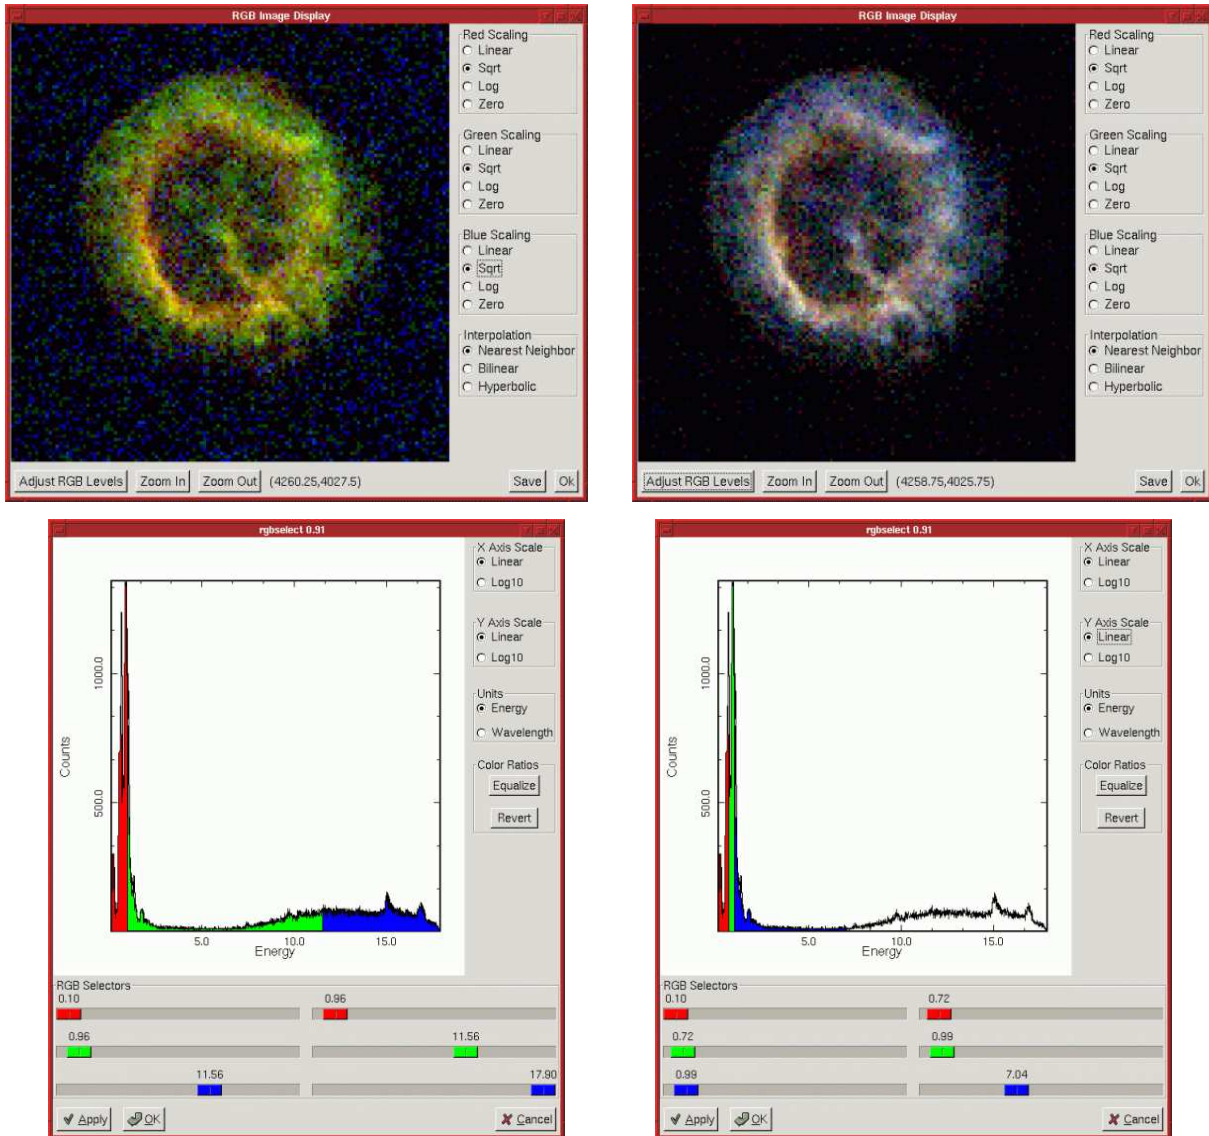 RGB Image Display
Red Scaling
Linear
Sqrt
Log
Zero
Green Scaling
Linear
Sqrt
Log
Zero
Blue Scaling
Linear
Sqrt
Log
Zero
Interpolation
Nearest Neighbor
Bilinear
Hyperbolic
Adjust RGB Levels Zoom In Zoom Out (4260.25,4027.5) Save Ok
RGB Image Display
Red Scaling
Linear
Sqrt
Log
Zero
Green Scaling
Linear
Sqrt
Log
Zero
Blue Scaling
Linear
Sqrt
Log
Zero
Interpolation
Nearest Neighbor
Bilinear
Hyperbolic
Adjust RGB Levels Zoom In Zoom Out (4258.75,4025.75) Save Ok
rgbselect 0.91
X Axis Scale
Linear
Log10
Y Axis Scale
Linear
Log10
Units
Energy
Wavelength
Color Ratios
Equalize
Revert
1000.0
500.0
Counts
5.0 10.0 15.0
Energy
RGB Selectors
0.10 0.96
0.96 11.56
11.56 17.90
Apply OK Cancel
rgbselect 0.91
X Axis Scale
Linear
Log10
Y Axis Scale
Linear
Log10
Units
Energy
Wavelength
Color Ratios
Equalize
Revert
1000.0
500.0
Counts
5.0 10.0 15.0
Energy
RGB Selectors
0.10 0.72
0.72 0.99
0.99 7.04
Apply OK Cancel